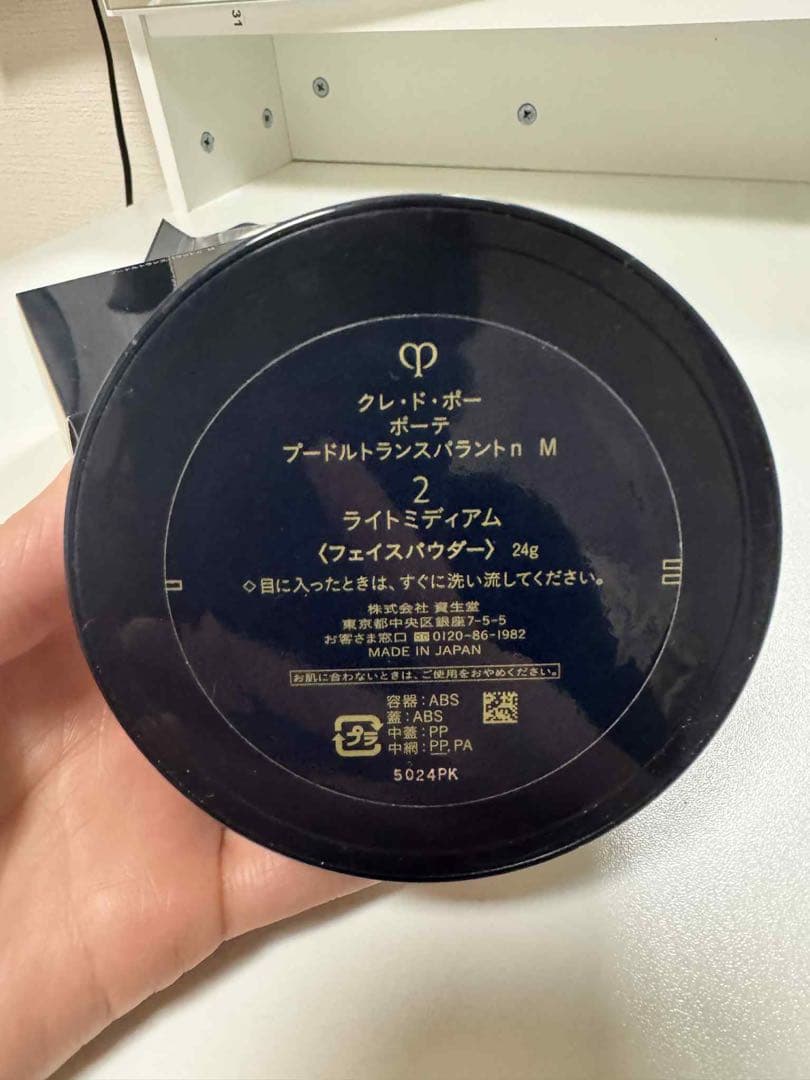 31
クレ・ド・ポー
ボーテ
プードルトランスパラントn M
2
ライトミディアム
〈フェイスパウダー〉 24g
◇目に入ったときは、すぐに洗い流してください。
株式会社 資生堂
東京都中央区銀座7-5-5
お客さま窓口 0120-86-1982
MADE IN JAPAN
お肌に合わないときは、ご使用をおやめください。
容器:ABS
蓋:ABS
プラ 中蓋:PP
中網:PP, PA
5024PK